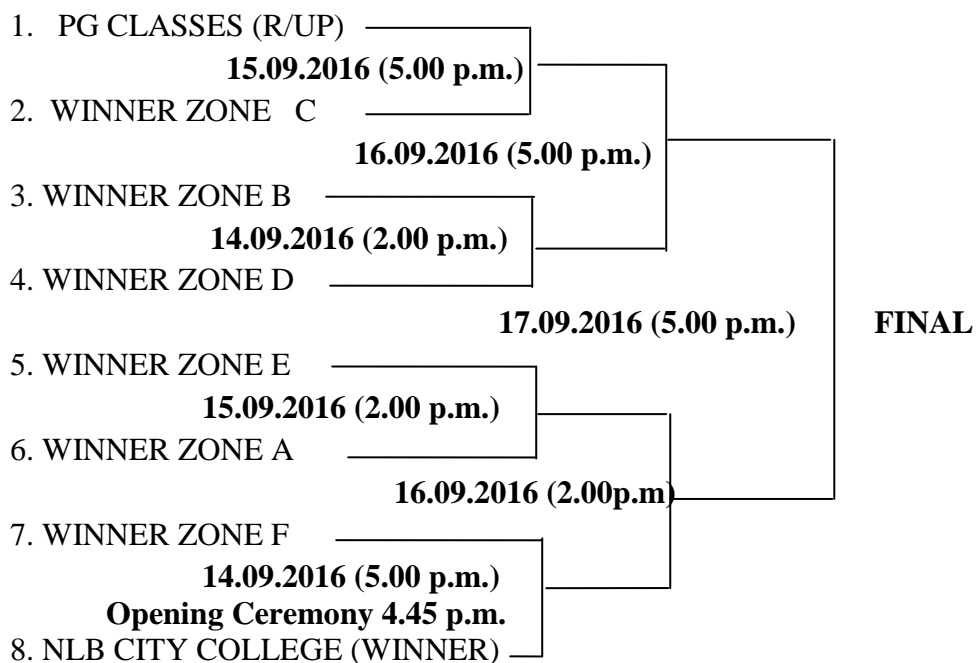 1. PG CLASSES (R/UP)
15.09.2016 (5.00 p.m.)
2. WINNER ZONE C
16.09.2016 (5.00 p.m.)
3. WINNER ZONE B
14.09.2016 (2.00 p.m.)
4. WINNER ZONE D
17.09.2016 (5.00 p.m.) FINAL
5. WINNER ZONE E
15.09.2016 (2.00 p.m.)
6. WINNER ZONE A
16.09.2016 (2.00p.m)
7. WINNER ZONE F
14.09.2016 (5.00 p.m.)
Opening Ceremony 4.45 p.m.
8. NLB CITY COLLEGE (WINNER)